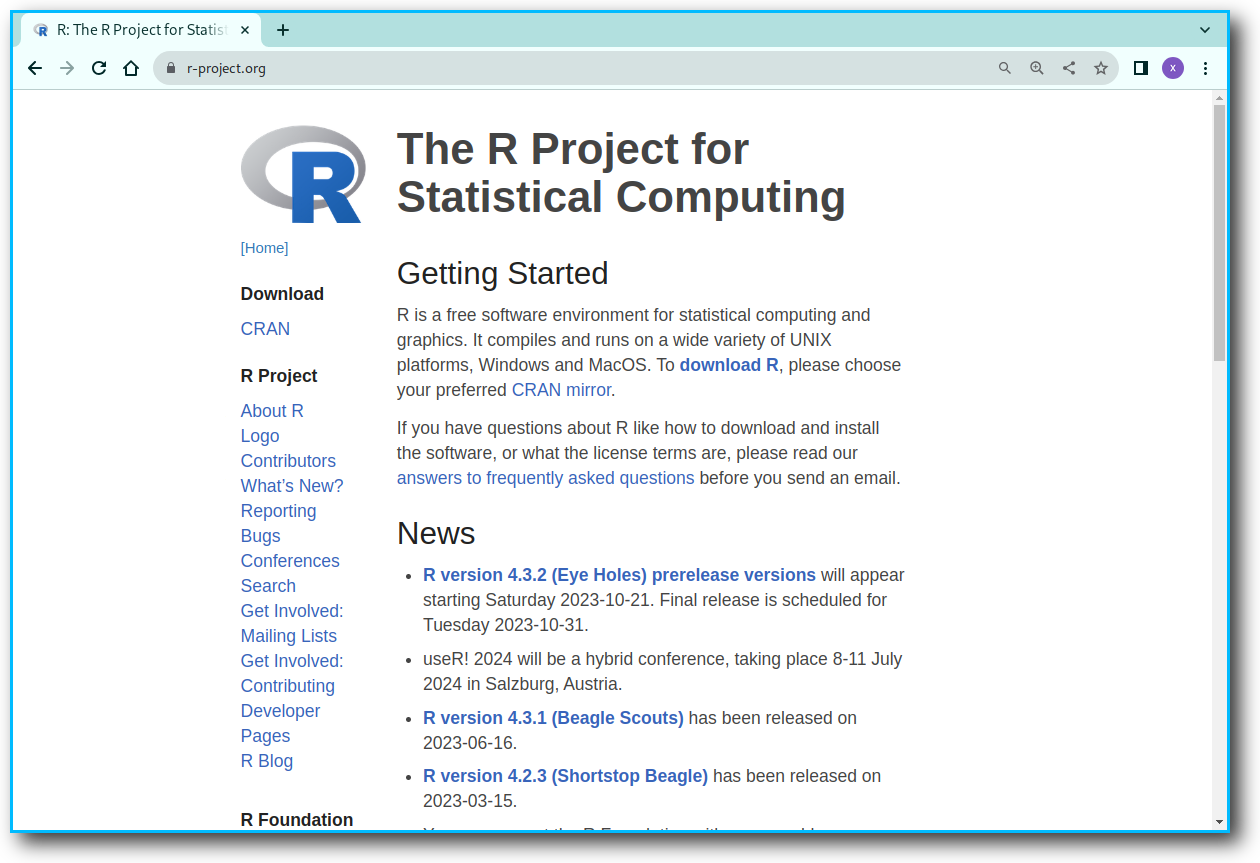 R: The R Project for Statis
r-project.org
X
R
The R Project for
Statistical Computing
[Home]
Download
CRAN
R Project
About R
Logo
Contributors
What's New?
Reporting
Bugs
Conferences
Search
Get Involved:
Mailing Lists
Get Involved:
Contributing
Developer
Pages
R Blog
R Foundation
Getting Started
R is a free software environment for statistical computing and
graphics. It compiles and runs on a wide variety of UNIX
platforms, Windows and MacOS. To download R, please choose
your preferred CRAN mirror.
If you have questions about R like how to download and install
the software, or what the license terms are, please read our
answers to frequently asked questions before you send an email.
News
• R version 4.3.2 (Eye Holes) prerelease versions will appear
starting Saturday 2023-10-21. Final release is scheduled for
Tuesday 2023-10-31.
• useR! 2024 will be a hybrid conference, taking place 8-11 July
2024 in Salzburg, Austria.
• R version 4.3.1 (Beagle Scouts) has been released on
2023-06-16.
• R version 4.2.3 (Shortstop Beagle) has been released on
2023-03-15.